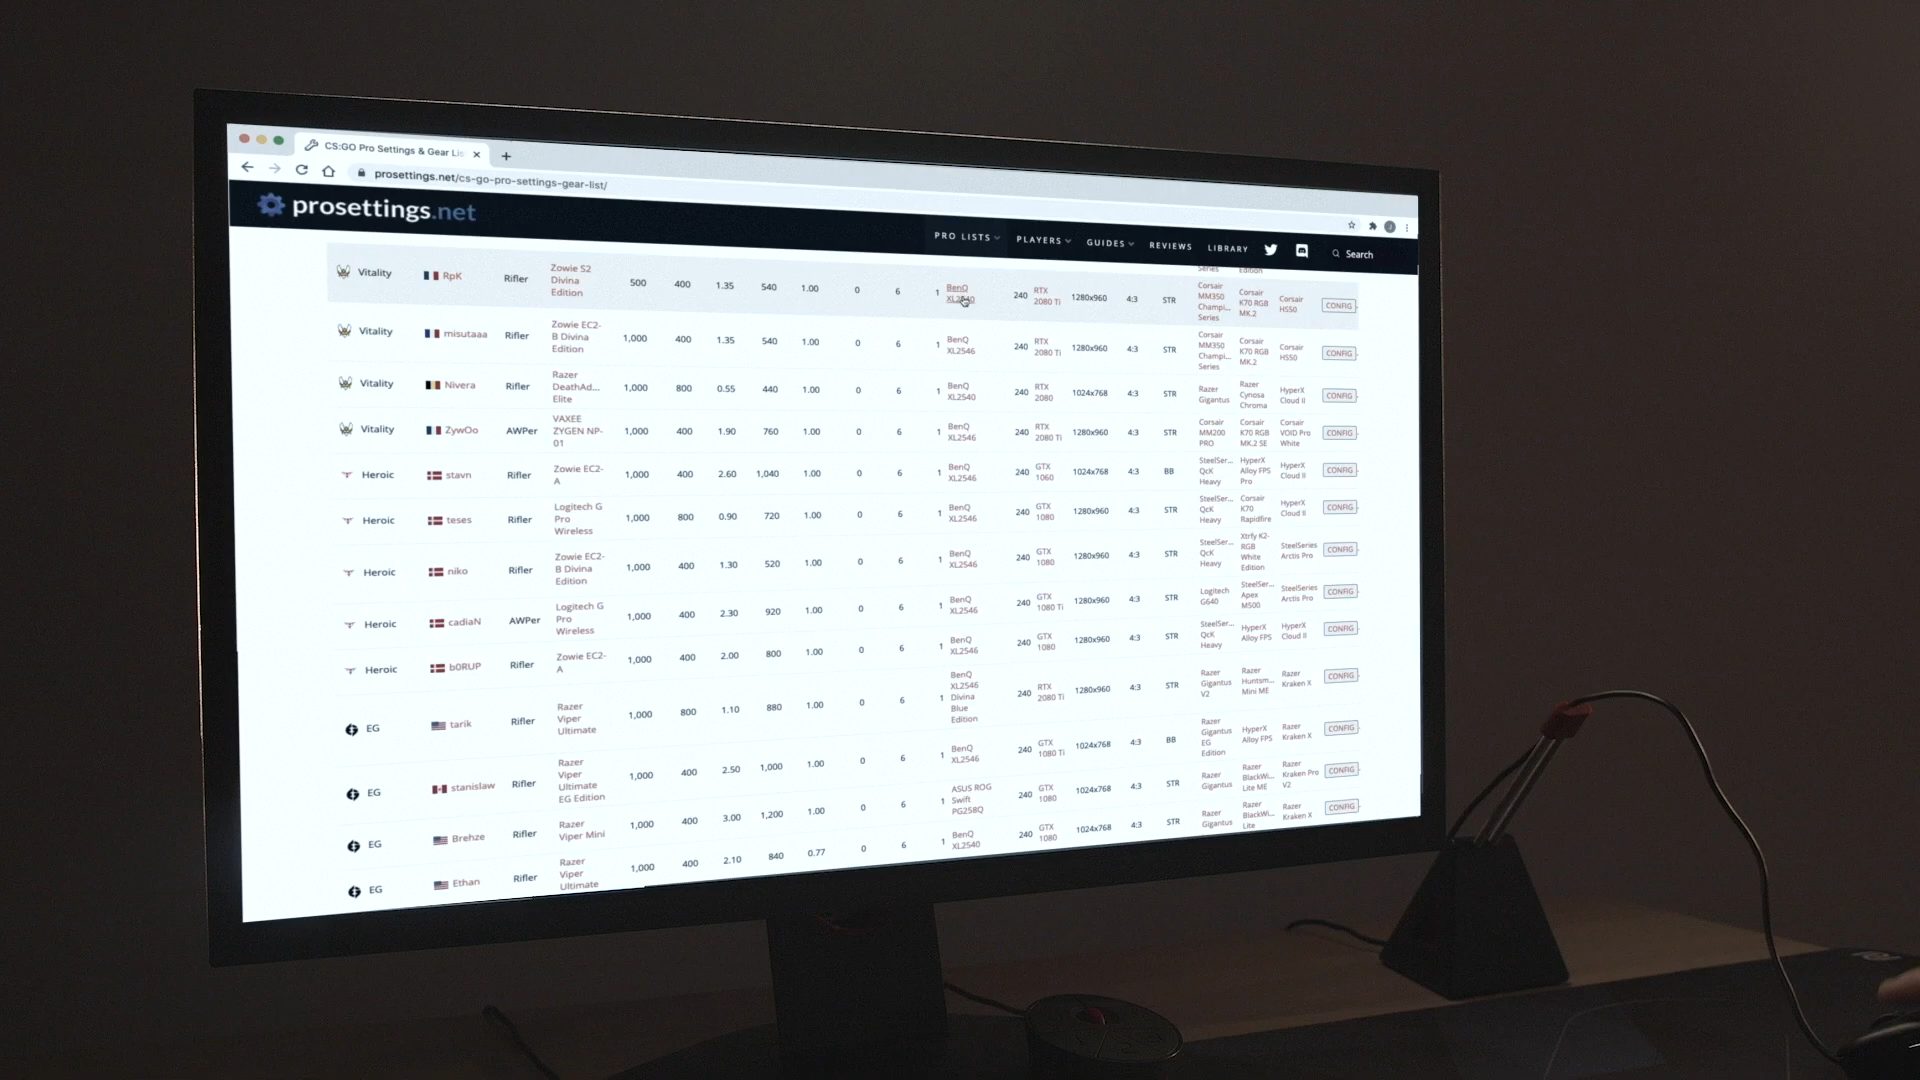 CS:GO Pro Settings & Gear Lis
prosettings.net/cs-go-pro-settings-gear-list/
prosettings.net
PRO LISTS PLAYERS GUIDES REVIEWS LIBRARY Search
Series Edition
Vitality RpK Rifler Zowie S2 Divina Edition 500 400 1.35 540 1.00 0 6 1 BenQ XL2540 240 RTX 2080 Ti 1280x960 4:3 STR Corsair MM350 Champi... Series Corsair K70 RGB MK.2 Corsair HS50 CONFIG
Vitality misutaaa Rifler Zowie EC2-B Divina Edition 1,000 400 1.35 540 1.00 0 6 1 BenQ XL2546 240 RTX 2080 Ti 1280x960 4:3 STR Corsair MM350 Champi... Series Corsair K70 RGB MK.2 Corsair HS50 CONFIG
Vitality Nivera Rifler Razer DeathAd... Elite 1,000 800 0.55 440 1.00 0 6 1 BenQ XL2540 240 RTX 2080 1024x768 4:3 STR Razer Gigantus Razer Cynosa Chroma HyperX Cloud II CONFIG
Vitality ZywOo AWPer VAXEE ZYGEN NP-01 1,000 400 1.90 760 1.00 0 6 1 BenQ XL2546 240 RTX 2080 Ti 1280x960 4:3 STR Corsair MM200 PRO Corsair K70 RGB MK.2 SE Corsair VOID Pro White CONFIG
Heroic stavn Rifler Zowie EC2-A 1,000 400 2.60 1,040 1.00 0 6 1 BenQ XL2546 240 GTX 1060 1024x768 4:3 BB SteelSer... QcK Heavy HyperX Alloy FPS Pro HyperX Cloud II CONFIG
Heroic teses Rifler Logitech G Pro Wireless 1,000 800 0.90 720 1.00 0 6 1 BenQ XL2546 240 GTX 1080 1280x960 4:3 STR SteelSer... QcK Heavy Corsair K70 Rapidfire HyperX Cloud II CONFIG
Heroic niko Rifler Zowie EC2-B Divina Edition 1,000 400 1.30 520 1.00 0 6 1 BenQ XL2546 240 GTX 1080 1280x960 4:3 STR SteelSer... QcK Heavy Xtrfy K2-RGB White Edition SteelSeries Arctis Pro CONFIG
Heroic cadiaN AWPer Logitech G Pro Wireless 1,000 400 2.30 920 1.00 0 6 1 BenQ XL2546 240 GTX 1080 Ti 1280x960 4:3 STR Logitech G640 SteelSer... Apex M500 SteelSeries Arctis Pro CONFIG
Heroic b0RUP Rifler Zowie EC2-A 1,000 400 2.00 800 1.00 0 6 1 BenQ XL2546 240 GTX 1080 1280x960 4:3 STR SteelSer... QcK Heavy HyperX Alloy FPS HyperX Cloud II CONFIG
EG tarik Rifler Razer Viper Ultimate 1,000 800 1.10 880 1.00 0 6 1 BenQ XL2546 Divina Blue Edition 240 RTX 2080 Ti 1280x960 4:3 STR Razer Gigantus V2 Razer Huntsm... Mini ME Razer Kraken X CONFIG
EG stanislaw Rifler Razer Viper Ultimate EG Edition 1,000 400 2.50 1,000 1.00 0 6 1 BenQ XL2546 240 GTX 1080 Ti 1024x768 4:3 BB Razer Gigantus EG Edition HyperX Alloy FPS Razer Kraken X CONFIG
EG Brehze Rifler Razer Viper Mini 1,000 400 3.00 1,200 1.00 0 6 1 ASUS ROG Swift PG258Q 240 GTX 1080 1024x768 4:3 STR Razer Gigantus Razer BlackWi... Lite ME Razer Kraken Pro V2 CONFIG
EG Ethan Rifler Razer Viper Ultimate 1,000 400 2.10 840 0.77 0 6 1 BenQ XL2540 240 GTX 1080 1024x768 4:3 STR Razer Gigantus Razer BlackWi... Lite Razer Kraken X CONFIG